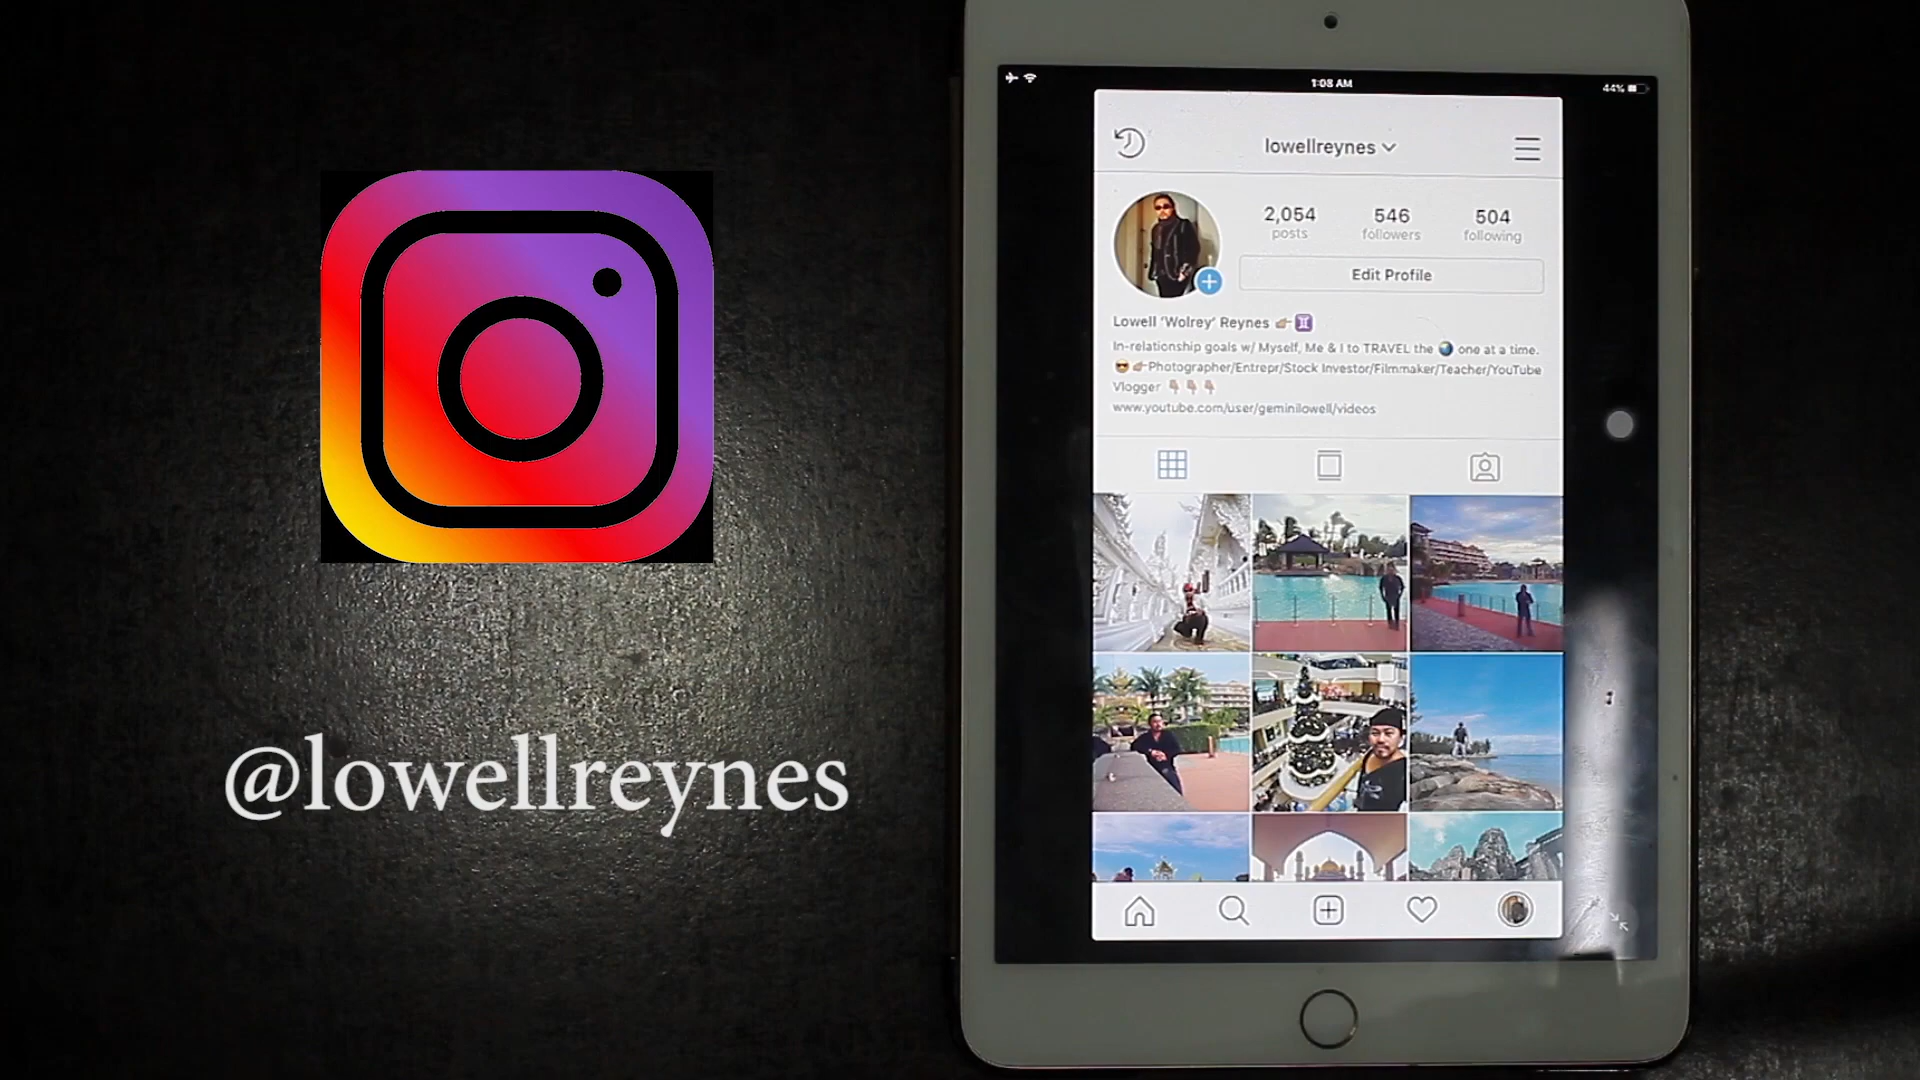 @lowellreynes
1:08 AM
44%
lowellreynes
2,054 546 504
posts followers following
Edit Profile
Lowell 'Wolrey' Reynes 👉🏼♊
In-relationship goals w/ Myself, Me & I to TRAVEL the 🌏 one at a time.
😎👉🏼Photographer/Entrepr/Stock Investor/Filmmaker/Teacher/YouTube
Vlogger 👇🏼👇🏼👇🏼
www.youtube.com/user/geminilowell/videos